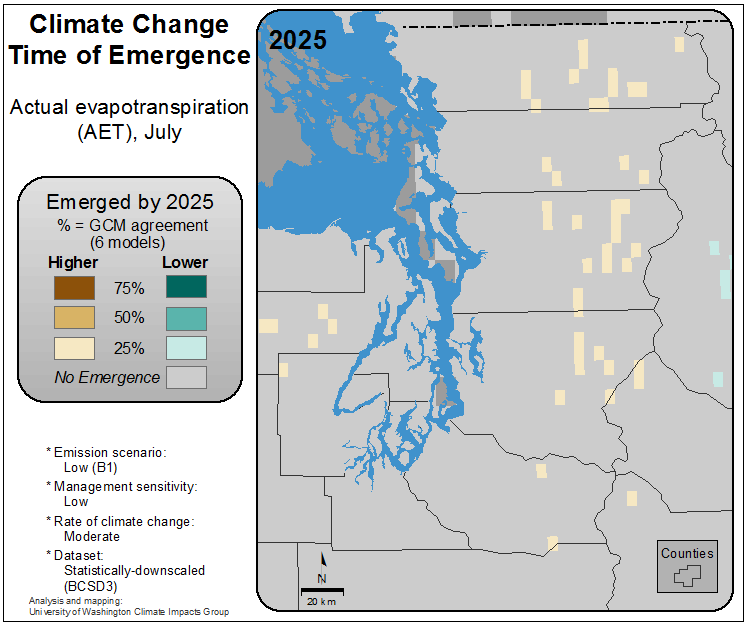 Climate Change
Time of Emergence
Actual evapotranspiration
(AET), July
Emerged by 2025
% = GCM agreement
(6 models)
Higher Lower
75%
50%
25%
No Emergence
* Emission scenario:
Low (B1)
* Management sensitivity:
Low
* Rate of climate change:
Moderate
* Dataset:
Statistically-downscaled
(BCSD3)
Analysis and mapping:
University of Washington Climate Impacts Group
2025
N
20 km
Counties